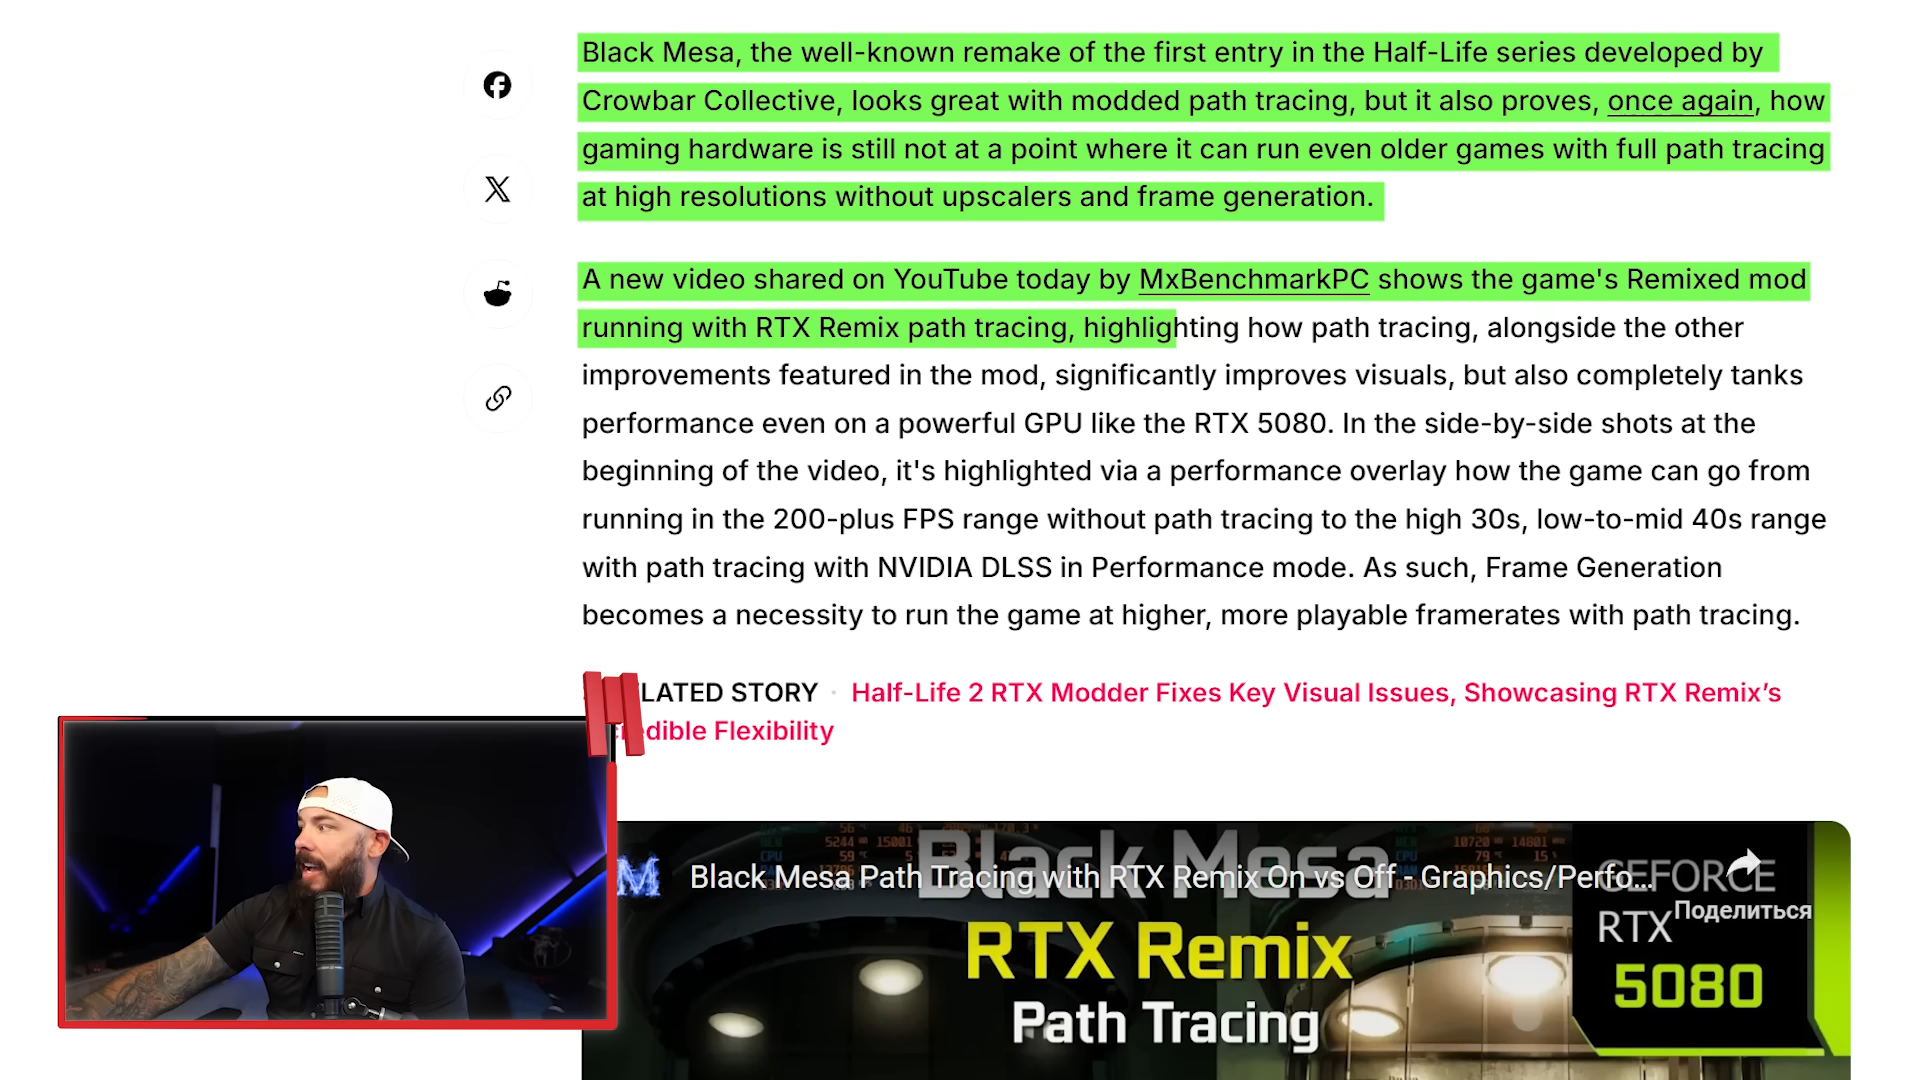 Black Mesa, the well-known remake of the first entry in the Half-Life series developed by
Crowbar Collective, looks great with modded path tracing, but it also proves, once again, how
gaming hardware is still not at a point where it can run even older games with full path tracing
at high resolutions without upscalers and frame generation.
A new video shared on YouTube today by MxBenchmarkPC shows the game's Remixed mod
running with RTX Remix path tracing, highlighting how path tracing, alongside the other
improvements featured in the mod, significantly improves visuals, but also completely tanks
performance even on a powerful GPU like the RTX 5080. In the side-by-side shots at the
beginning of the video, it's highlighted via a performance overlay how the game can go from
running in the 200-plus FPS range without path tracing to the high 30s, low-to-mid 40s range
with path tracing with NVIDIA DLSS in Performance mode. As such, Frame Generation
becomes a necessity to run the game at higher, more playable framerates with path tracing.
LATED STORY · Half-Life 2 RTX Modder Fixes Key Visual Issues, Showcasing RTX Remix’s
edible Flexibility
Black Mesa
Black Mesa Path Tracing with RTX Remix On vs Off - Graphics/Perfo...
GEFORCE
RTX
Поделиться
5080
RTX Remix
Path Tracing